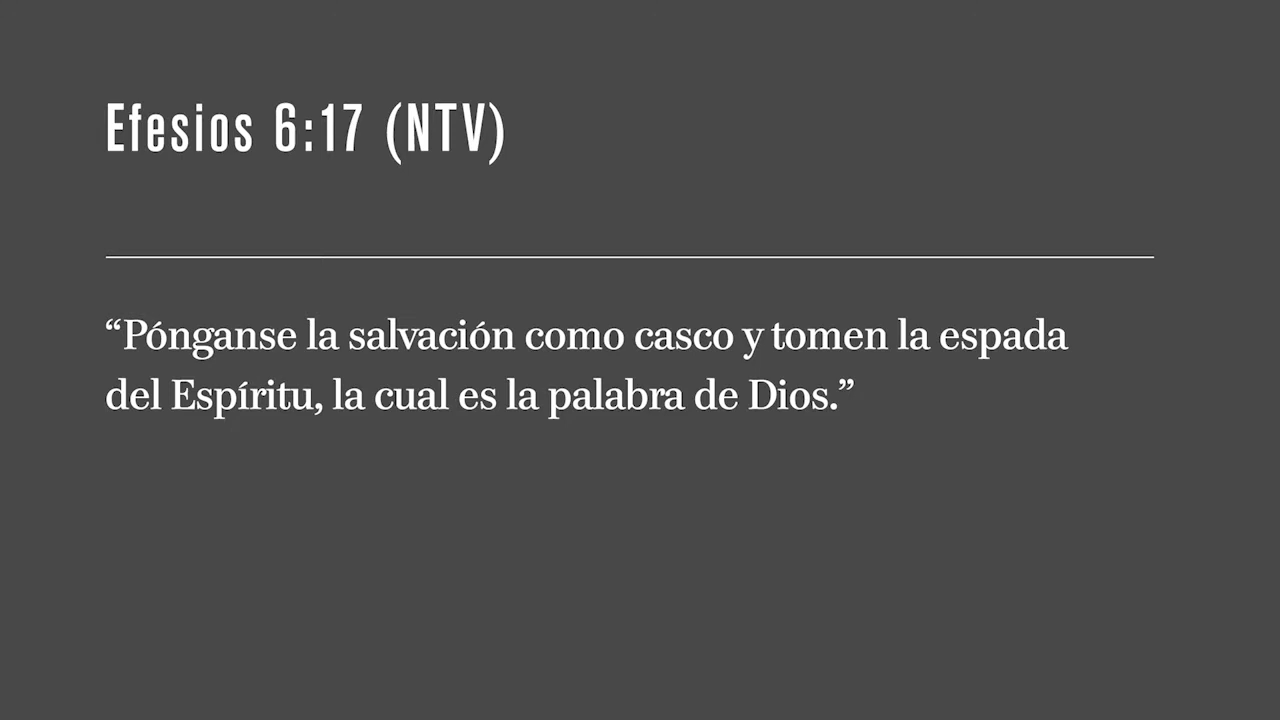 Efesios 6:17 (NTV)
“Pónganse la salvación como casco y tomen la espada
del Espíritu, la cual es la palabra de Dios.”